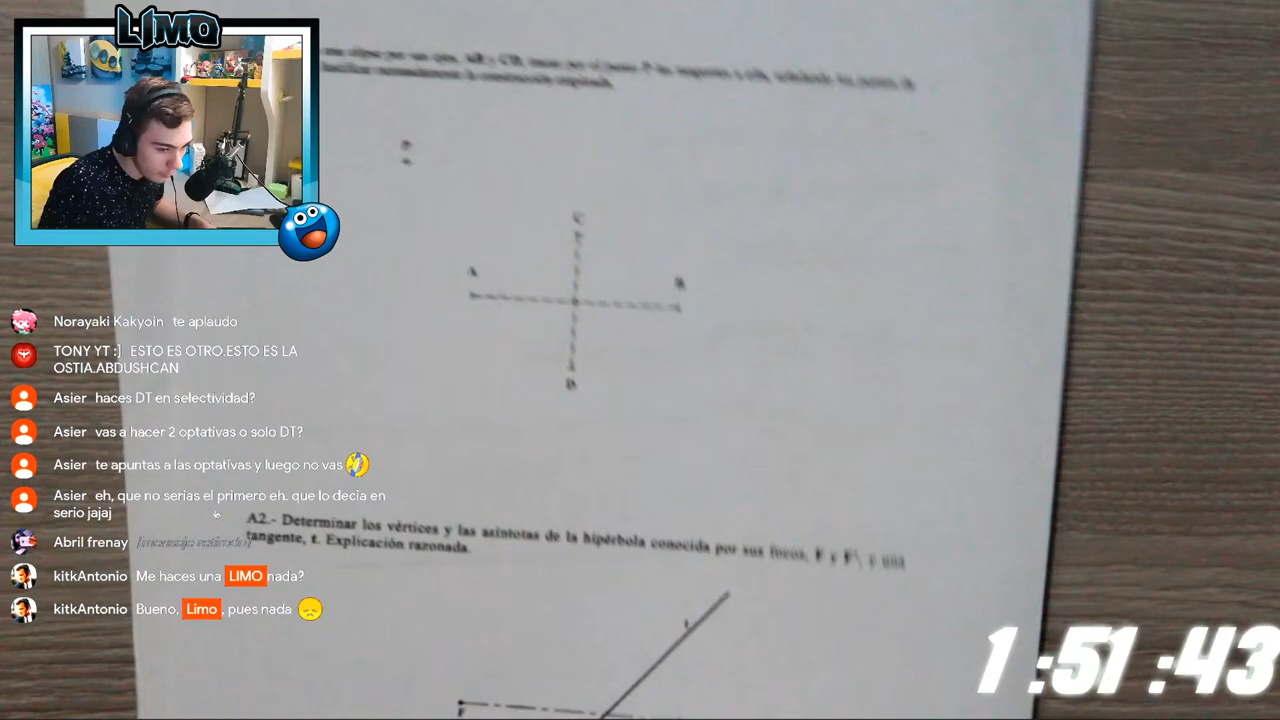 LIMO
P
C
A
B
D
Norayaki Kakyoin te aplaudo
TONY YT :] ESTO ES OTRO.ESTO ES LA
OSTIA.ABDUSHCAN
Asier haces DT en selectividad?
Asier vas a hacer 2 optativas o solo DT?
Asier te apuntas a las optativas y luego no vas
Asier eh, que no serias el primero eh. que lo decia en
serio jajaj
Abril frenay [mensaje retirado]
kitkAntonio Me haces una LIMO nada?
kitkAntonio Bueno, Limo, pues nada
A2.- Determinar los vértices y las asíntotas de la hipérbola conocida por sus focos, F y F\ y una
tangente, t. Explicación razonada.
t
F
1:51:43